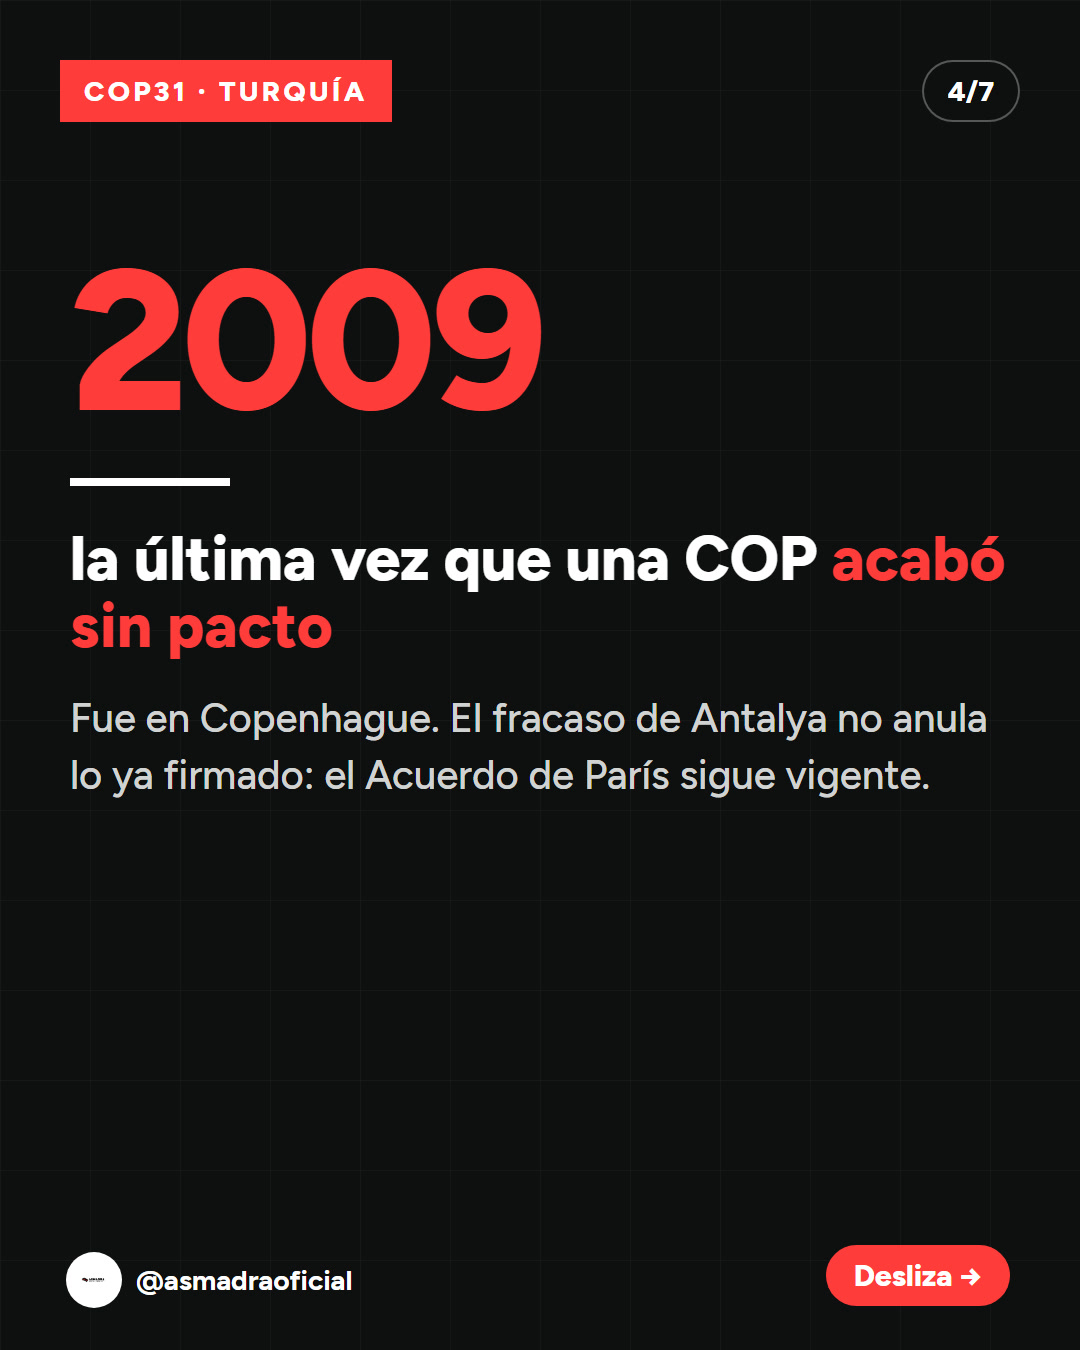 COP31 · TURQUÍA
4/7
2009
la última vez que una COP acabó
sin pacto
Fue en Copenhague. El fracaso de Antalya no anula
lo ya firmado: el Acuerdo de París sigue vigente.
@asmadraoficial
Desliza →